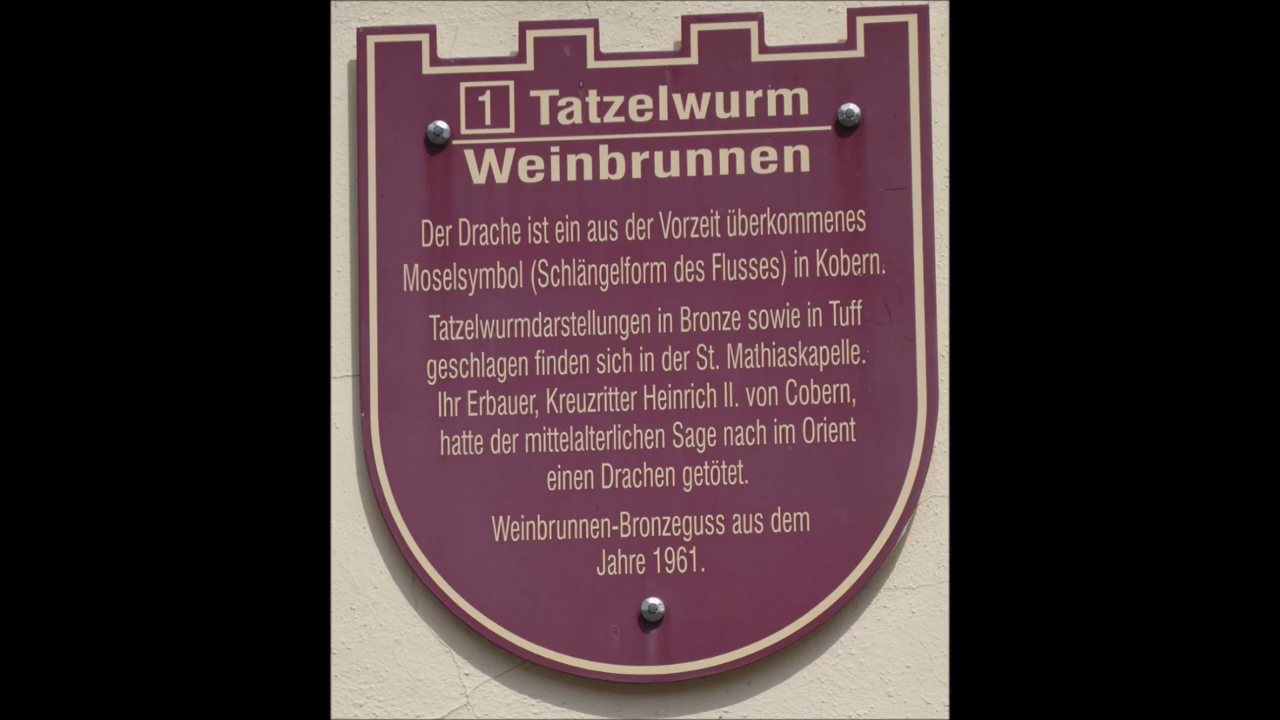 1 Tatzelwurm
Weinbrunnen
Der Drache ist ein aus der Vorzeit überkommenes
Moselsymbol (Schlängelform des Flusses) in Kobern.
Tatzelwurmdarstellungen in Bronze sowie in Tuff
geschlagen finden sich in der St. Mathiaskapelle.
Ihr Erbauer, Kreuzritter Heinrich II. von Cobern,
hatte der mittelalterlichen Sage nach im Orient
einen Drachen getötet.
Weinbrunnen-Bronzeguss aus dem
Jahre 1961.